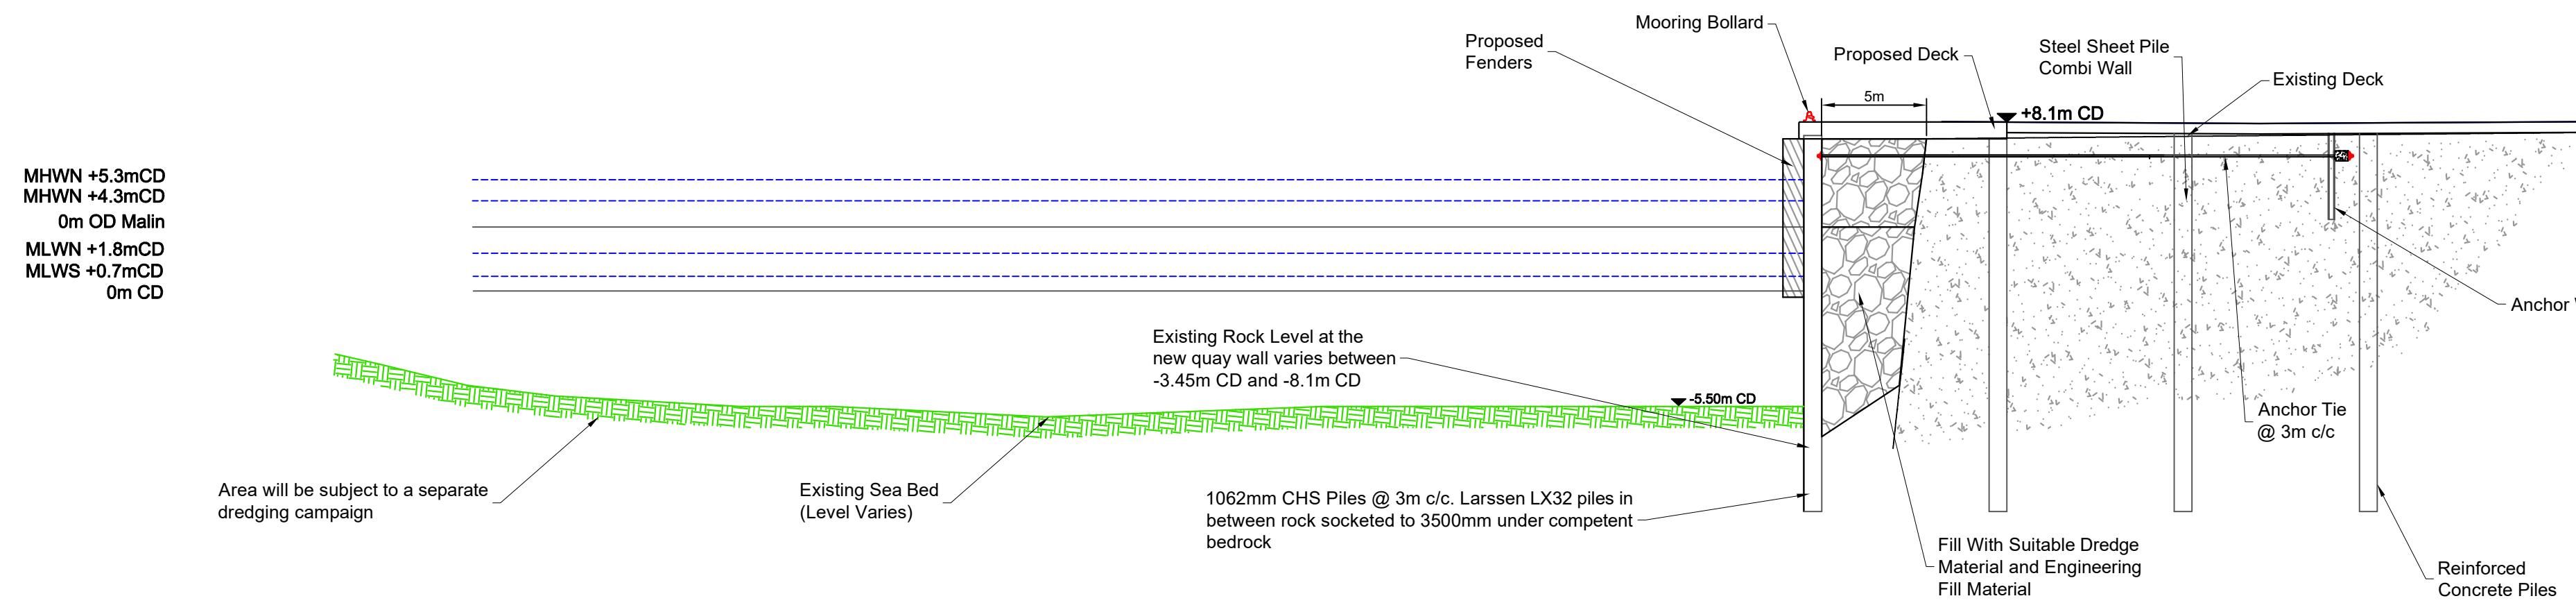 Mooring Bollard
Proposed
Fenders
Proposed Deck
Steel Sheet Pile
Combi Wall
Existing Deck
5m
+8.1m CD
MHWN +5.3mCD
MHWN +4.3mCD
0m OD Malin
MLWN +1.8mCD
MLWS +0.7mCD
0m CD
Anchor
Existing Rock Level at the
new quay wall varies between
-3.45m CD and -8.1m CD
-5.50m CD
Anchor Tie
@ 3m c/c
Area will be subject to a separate
dredging campaign
Existing Sea Bed
(Level Varies)
1062mm CHS Piles @ 3m c/c. Larssen LX32 piles in
between rock socketed to 3500mm under competent
bedrock
Fill With Suitable Dredge
Material and Engineering
Fill Material
Reinforced
Concrete Piles